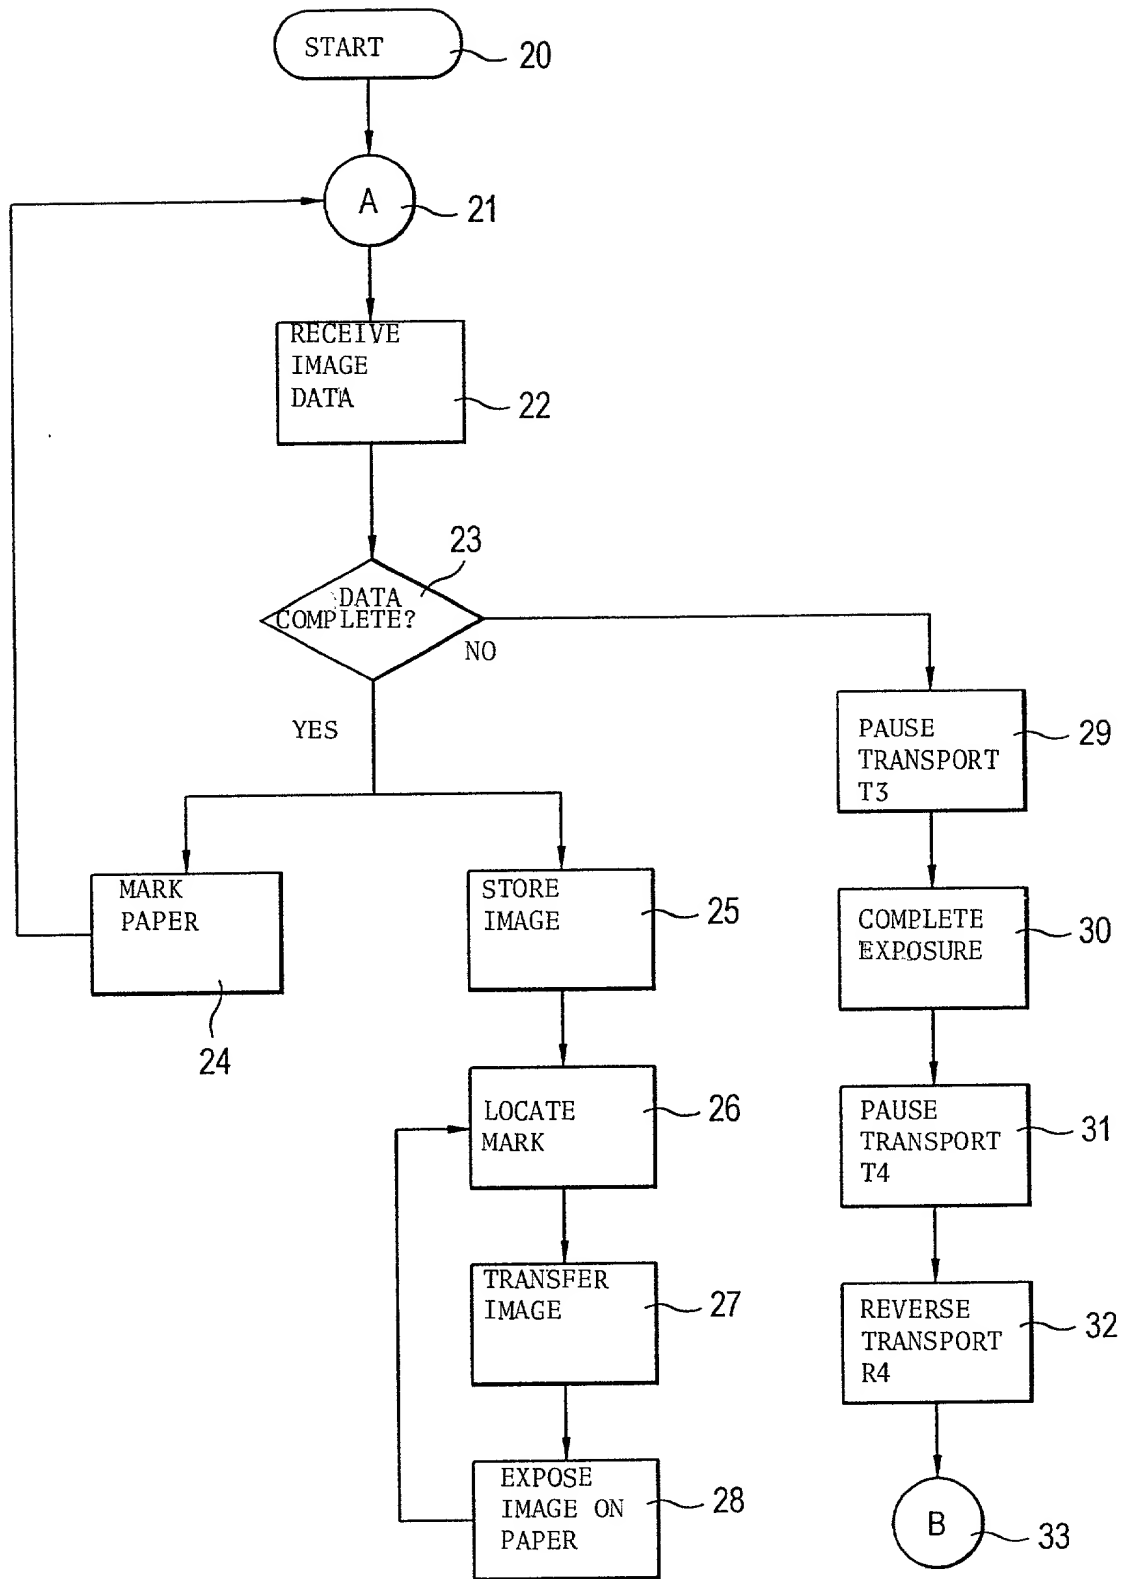 START
20
A
21
RECEIVE
IMAGE
DATA
22
23
DATA
COMPLETE?
NO
YES
MARK
PAPER
24
STORE
IMAGE
25
LOCATE
MARK
26
TRANSFER
IMAGE
27
EXPOSE
IMAGE ON
PAPER
28
PAUSE
TRANSPORT
T3
29
COMPLETE
EXPOSURE
30
PAUSE
TRANSPORT
T4
31
REVERSE
TRANSPORT
R4
32
B
33